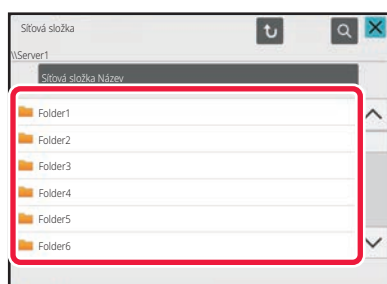 Síťová složka
\\Server1
Síťová složka Název
Folder1
Folder2
Folder3
Folder4
Folder5
Folder6